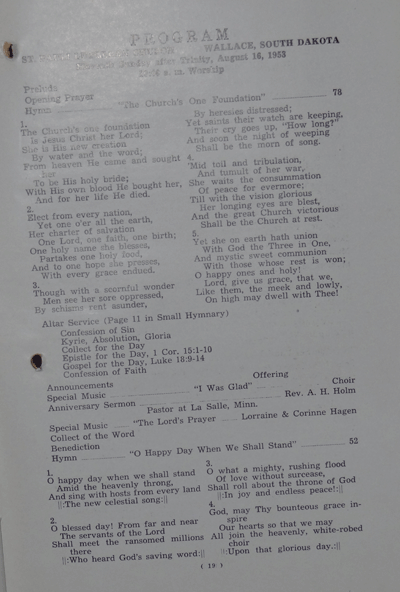 PROGRAM
WALLACE, SOUTH DAKOTA
after Trinity, August 16, 1953
a. m. Worship
Prelude
Opening Prayer
Hymn "The Church's One Foundation" 78
1.
The Church's one foundation
Is Jesus Christ her Lord;
She is His new creation
By water and the word;
From heaven He came and sought
her
To be His holy bride;
With His own blood He bought her,
And for her life He died.
2.
Elect from every nation,
Yet one o'er all the earth,
Her charter of salvation
One Lord, one faith, one birth;
One holy name she blesses,
Partakes one holy food,
And to one hope she presses,
With every grace endued.
3.
Though with a scornful wonder
Men see her sore oppressed,
By schisms rent asunder,
By heresies distressed;
Yet saints their watch are keeping,
Their cry goes up, "How long?"
And soon the night of weeping
Shall be the morn of song.
4.
'Mid toil and tribulation,
And tumult of her war,
She waits the consummation
Of peace for evermore;
Till with the vision glorious
Her longing eyes are blest,
And the great Church victorious
Shall be the Church at rest.
5.
Yet she on earth hath union
With God the Three in One,
And mystic sweet communion
With those whose rest is won;
O happy ones and holy!
Lord, give us grace, that we,
Like them, the meek and lowly,
On high may dwell with Thee!
Altar Service (Page 11 in Small Hymnary)
Confession of Sin
Kyrie, Absolution, Gloria
Collect for the Day
Epistle for the Day, 1 Cor. 15:1-10
Gospel for the Day, Luke 18:9-14
Confession of Faith
Announcements Offering
Special Music "I Was Glad" Choir
Anniversary Sermon Rev. A. H. Holm
Pastor at La Salle, Minn.
Special Music "The Lord's Prayer Lorraine & Corinne Hagen
Collect of the Word
Benediction
Hymn "O Happy Day When We Shall Stand" 52
1.
O happy day when we shall stand
Amid the heavenly throng,
And sing with hosts from every land
||:The new celestial song:||
2.
O blessed day! From far and near
The servants of the Lord
Shall meet the ransomed millions
there
||:Who heard God's saving word:||
3.
O what a mighty, rushing flood
Of love without surcease,
Shall roll about the throne of God
||:In joy and endless peace!:||
4.
God, may Thy bounteous grace in-
spire
Our hearts so that we may
All join the heavenly, white-robed
choir
||:Upon that glorious day.:||
( 19 )